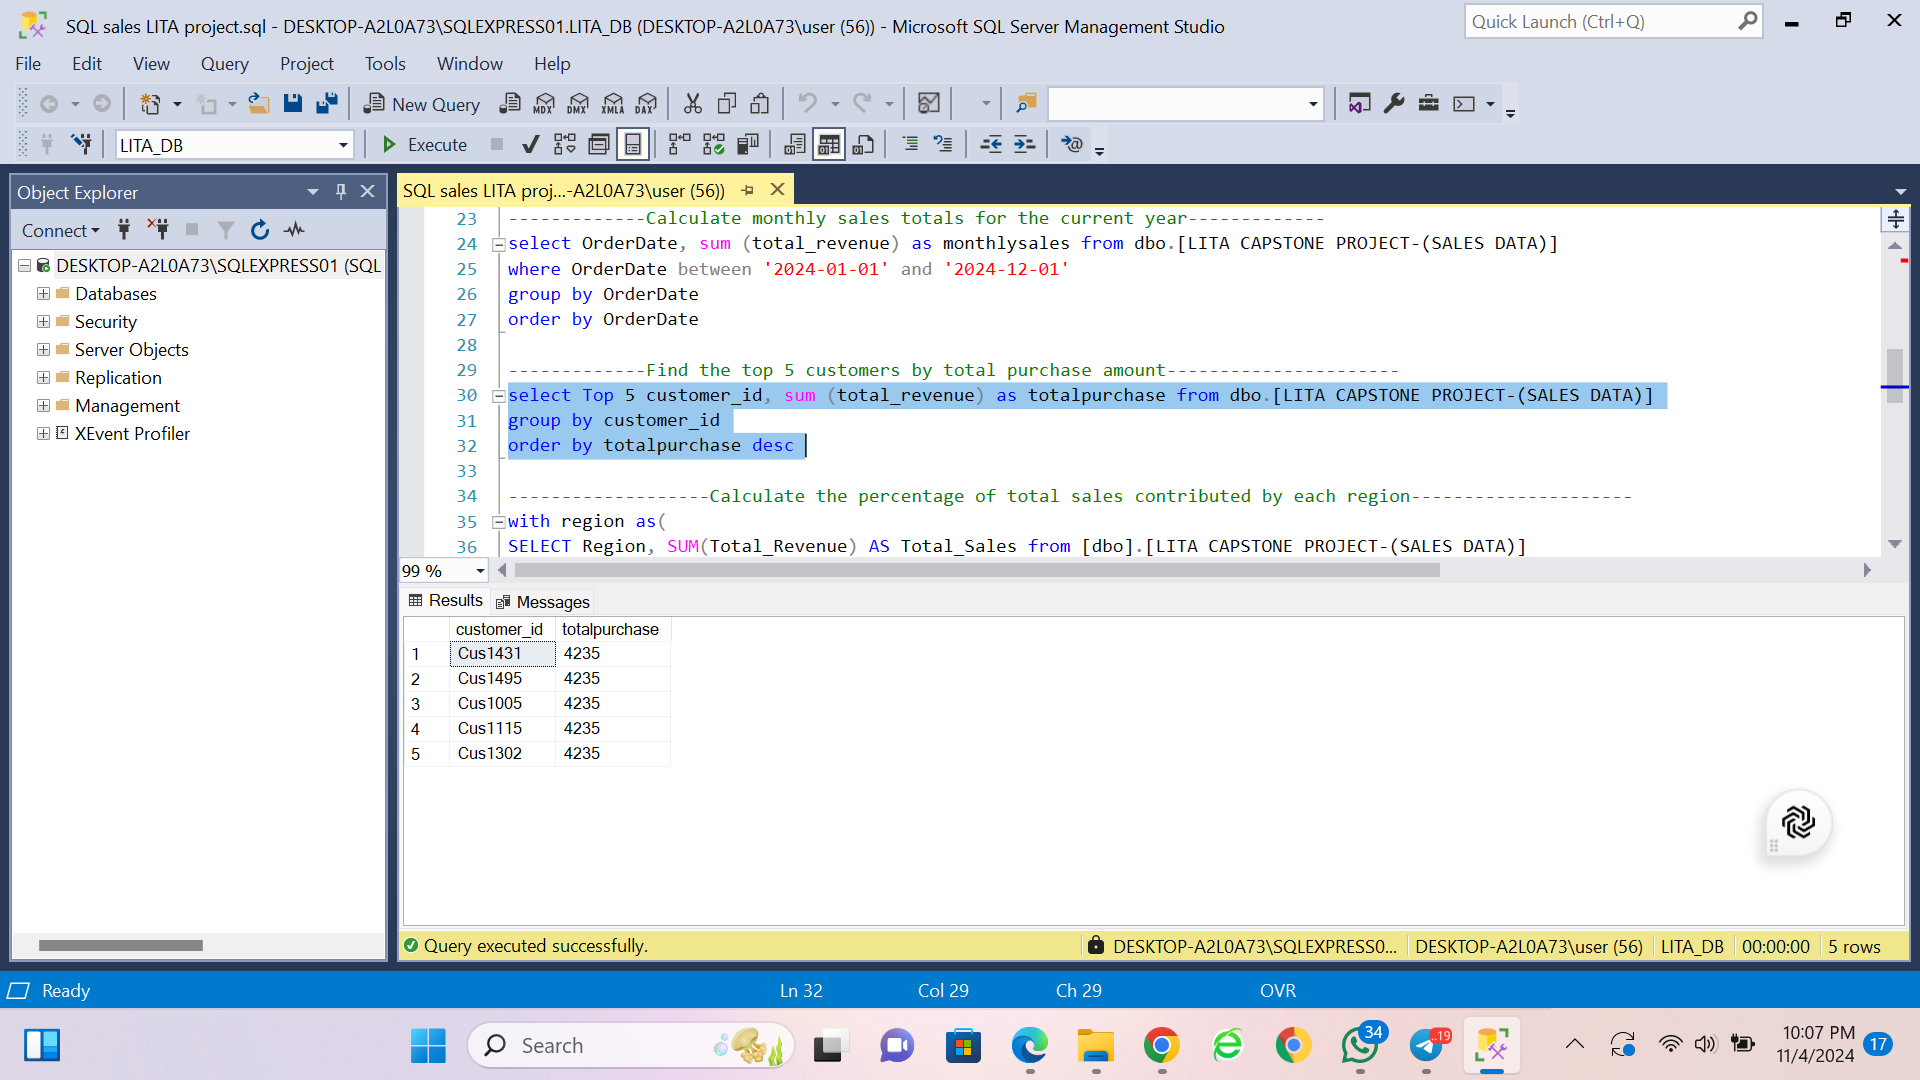 SQL sales LITA project.sql - DESKTOP-A2L0A73\SQLEXPRESS01.LITA_DB (DESKTOP-A2L0A73\user (56)) - Microsoft SQL Server Management Studio
Quick Launch (Ctrl+Q)
File Edit View Query Project Tools Window Help
New Query MDX DMX XMLA DAX
LITA_DB Execute
Object Explorer
Connect
DESKTOP-A2L0A73\SQLEXPRESS01 (SQL
Databases
Security
Server Objects
Replication
Management
XEvent Profiler
SQL sales LITA proj...-A2L0A73\user (56))
23 -------------Calculate monthly sales totals for the current year-------------
24 select OrderDate, sum (total_revenue) as monthlysales from dbo.[LITA CAPSTONE PROJECT-(SALES DATA)]
25 where OrderDate between '2024-01-01' and '2024-12-01'
26 group by OrderDate
27 order by OrderDate
28
29 -------------Find the top 5 customers by total purchase amount----------------------
30 select Top 5 customer_id, sum (total_revenue) as totalpurchase from dbo.[LITA CAPSTONE PROJECT-(SALES DATA)]
31 group by customer_id
32 order by totalpurchase desc
33
34 -------------------Calculate the percentage of total sales contributed by each region---------------------
35 with region as(
36 SELECT Region, SUM(Total_Revenue) AS Total_Sales from [dbo].[LITA CAPSTONE PROJECT-(SALES DATA)]
99 %
Results Messages
customer_id totalpurchase
1 Cus1431 4235
2 Cus1495 4235
3 Cus1005 4235
4 Cus1115 4235
5 Cus1302 4235
Query executed successfully. DESKTOP-A2L0A73\SQLEXPRESS0... DESKTOP-A2L0A73\user (56) LITA_DB 00:00:00 5 rows
Ready Ln 32 Col 29 Ch 29 OVR
Search 34 ..19 10:07 PM 17
11/4/2024